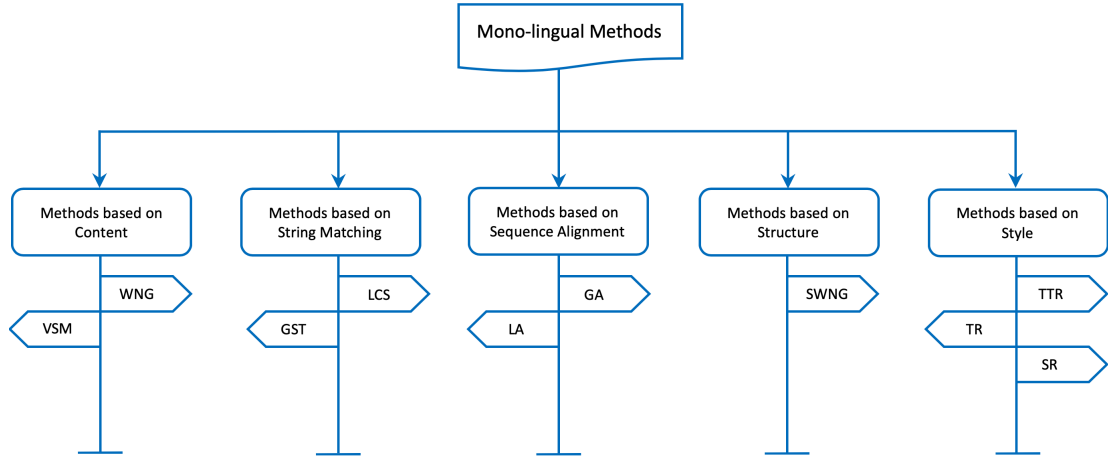 Mono-lingual Methods
Methods based on
Content
Methods based on
String Matching
Methods based on
Sequence Alignment
Methods based on
Structure
Methods based on
Style
WNG
VSM
LCS
GST
GA
LA
SWNG
TTR
TR
SR